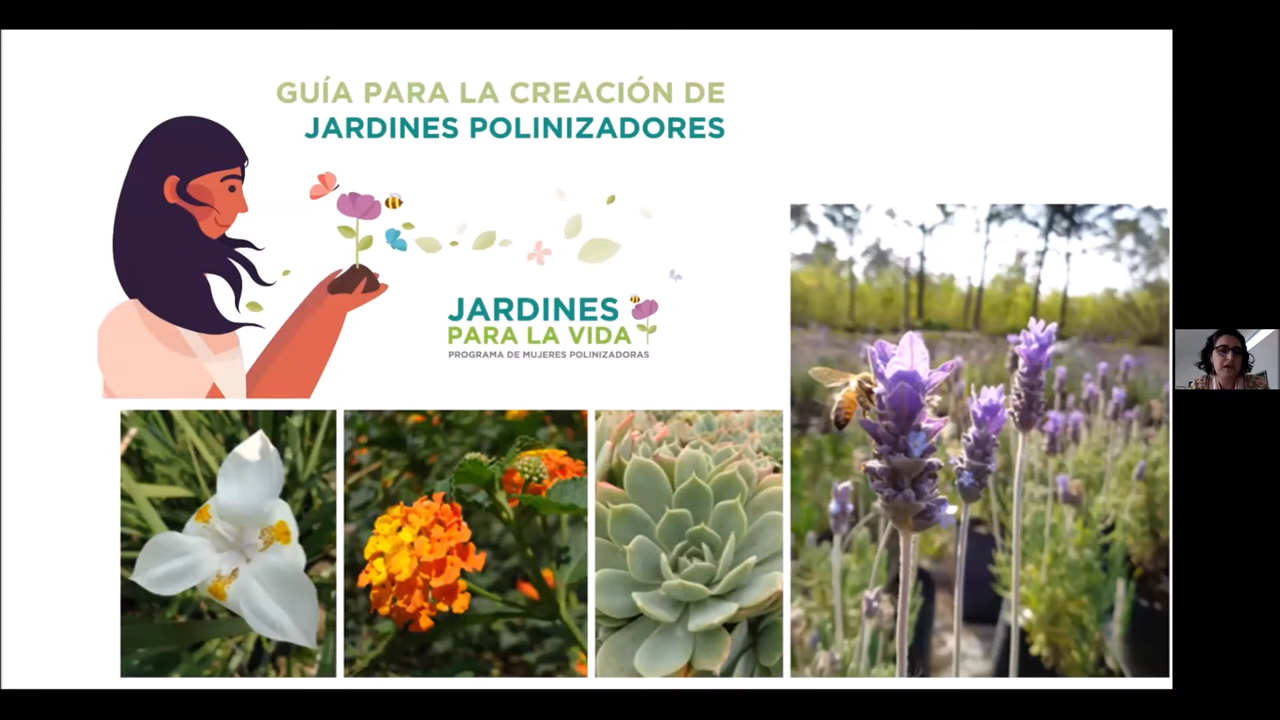 GUÍA PARA LA CREACIÓN DE
JARDINES POLINIZADORES
JARDINES
PARA LA VIDA
PROGRAMA DE MUJERES POLINIZADORAS